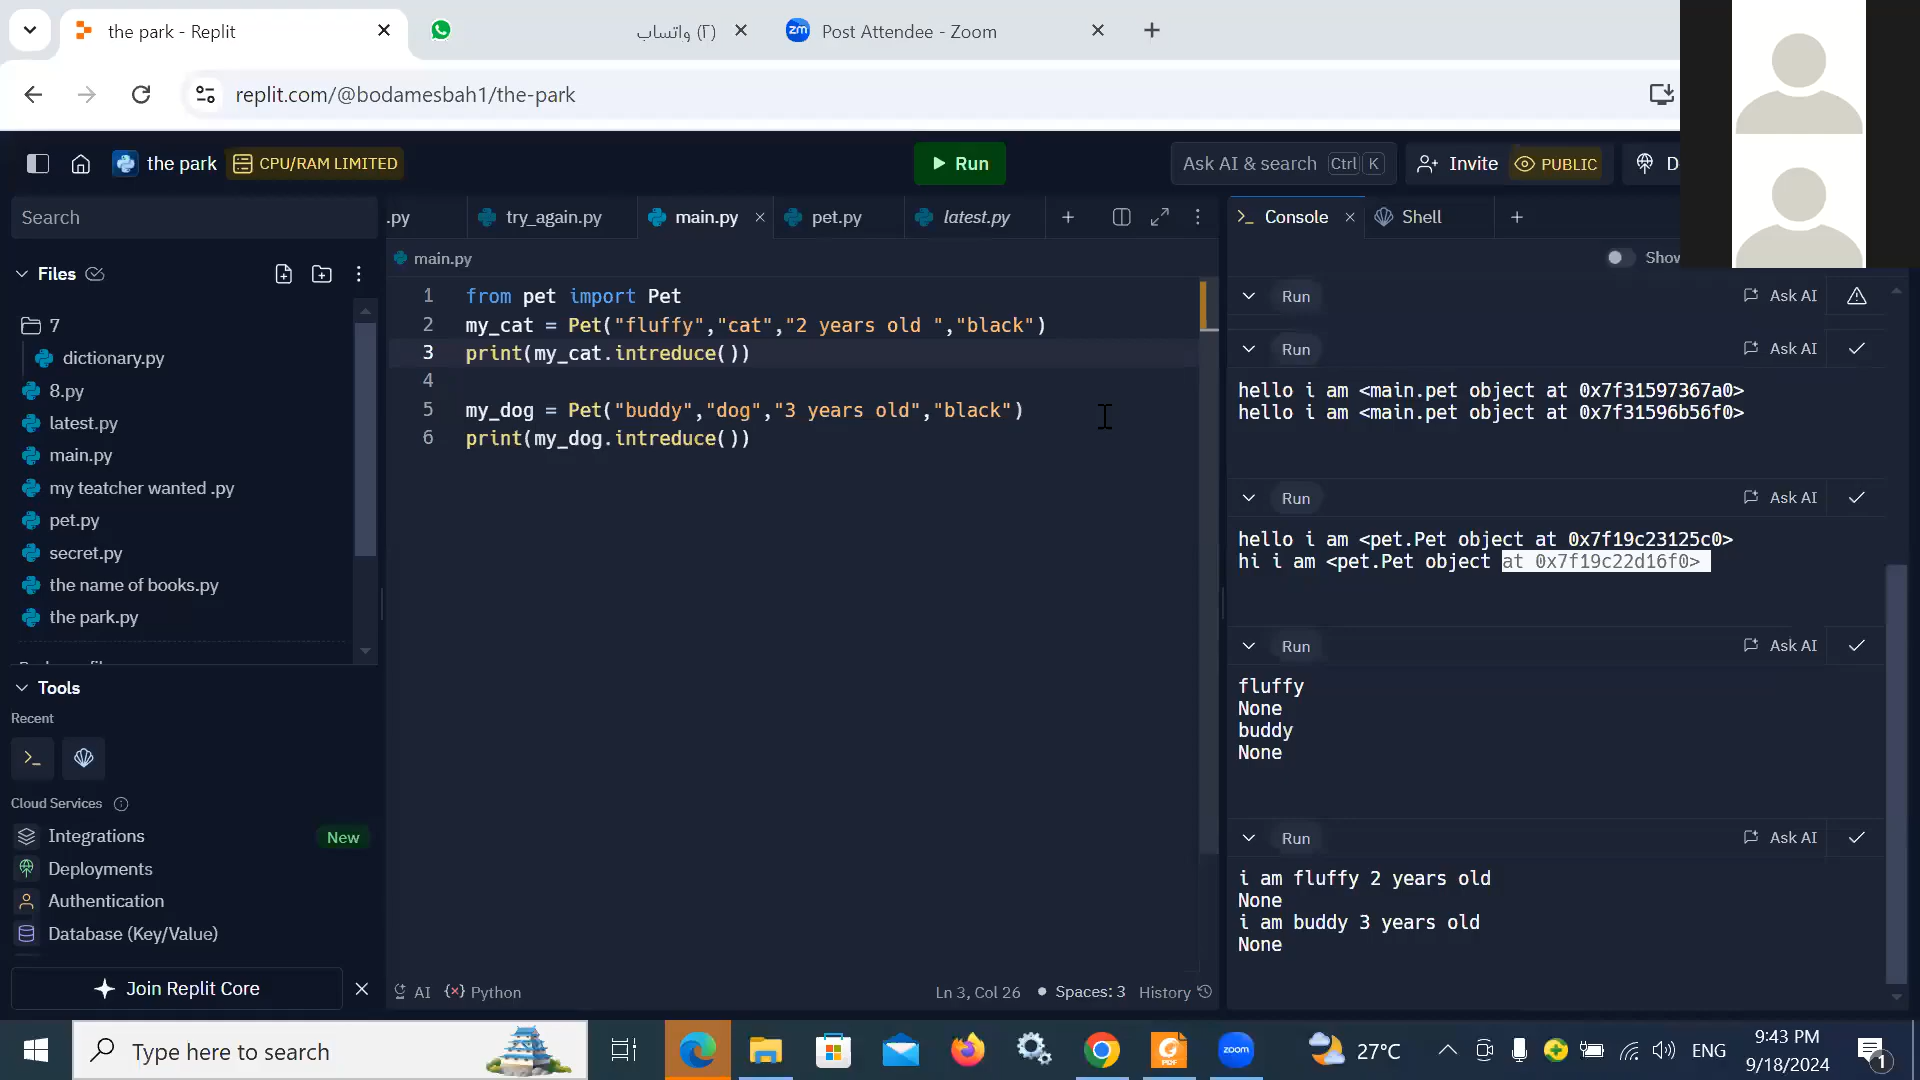 the park - Replit
واتساب (٢)
zm
Post Attendee - Zoom
replit.com/@bodamesbah1/the-park
the park
CPU/RAM LIMITED
Run
Ask AI & search
Ctrl K
Invite
PUBLIC
D
Search
.py
try_again.py
main.py
pet.py
latest.py
Console
Shell
Files
main.py
Show
7
dictionary.py
8.py
latest.py
main.py
my teatcher wanted .py
pet.py
secret.py
the name of books.py
the park.py
1 from pet import Pet
2 my_cat = Pet("fluffy","cat","2 years old ","black")
3 print(my_cat.intreduce())
4
5 my_dog = Pet("buddy","dog","3 years old","black")
6 print(my_dog.intreduce())
Run Ask AI
Run Ask AI
hello i am <main.pet object at 0x7f31597367a0>
hello i am <main.pet object at 0x7f31596b56f0>
Run Ask AI
hello i am <pet.Pet object at 0x7f19c23125c0>
hi i am <pet.Pet object at 0x7f19c22d16f0>
Run Ask AI
fluffy
None
buddy
None
Run Ask AI
i am fluffy 2 years old
None
i am buddy 3 years old
None
Tools
Recent
Cloud Services
Integrations
New
Deployments
Authentication
Database (Key/Value)
Join Replit Core
AI
Python
Ln 3, Col 26
Spaces: 3
History
Type here to search
PDF
zoom
27°C
ENG
9:43 PM
9/18/2024
1